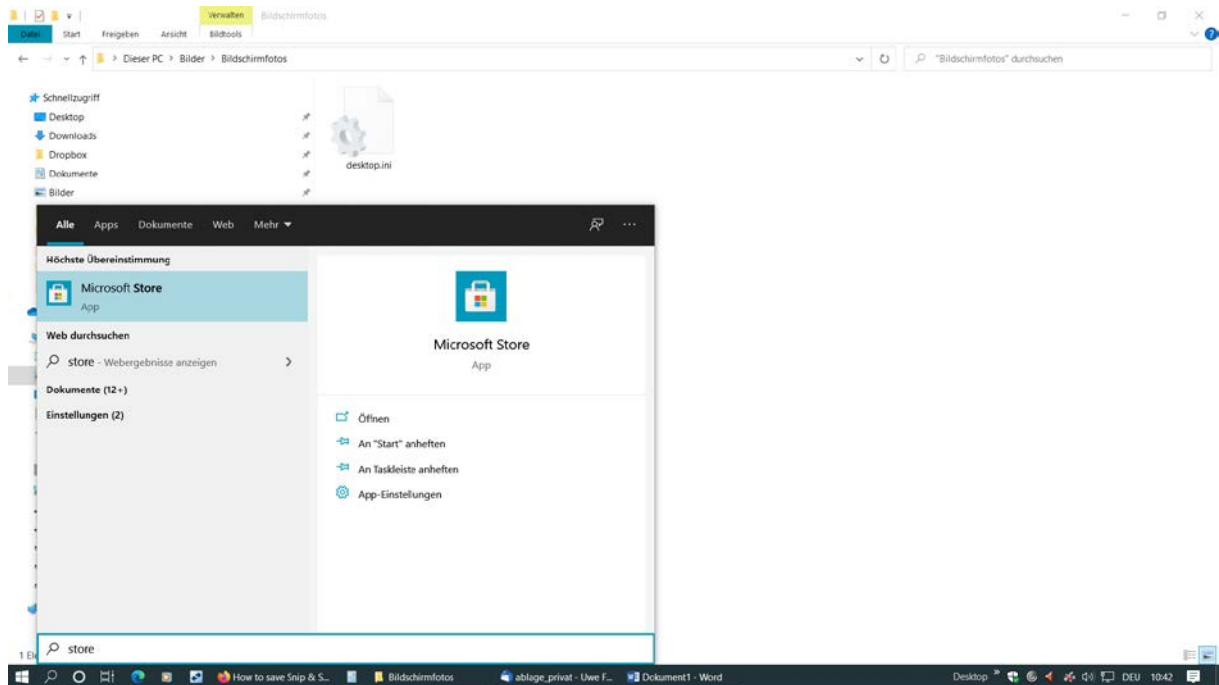 Verwalten Bildschirmfotos
Datei Start Freigeben Ansicht Bildtools
Dieser PC > Bilder > Bildschirmfotos
"Bildschirmfotos" durchsuchen
Schnellzugriff
Desktop
Downloads
Dropbox
Dokumente
Bilder
desktop.ini
Alle Apps Dokumente Web Mehr
Höchste Übereinstimmung
Microsoft Store
App
Web durchsuchen
store - Webergebnisse anzeigen
Dokumente (12+)
Einstellungen (2)
Microsoft Store
App
Öffnen
An "Start" anheften
An Taskleiste anheften
App-Einstellungen
store
How to save Snip & S... Bildschirmfotos ablage_privat - Uwe F... Dokument1 - Word Desktop DEU 10:42